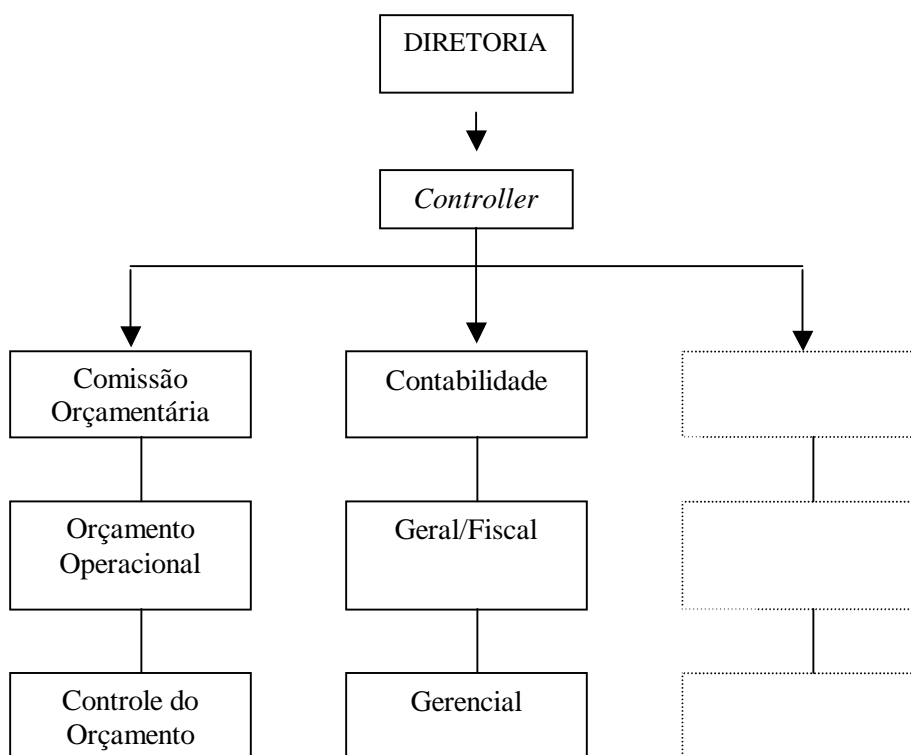 DIRETORIA
Controller
Comissão
Orçamentária
Contabilidade
Orçamento
Operacional
Geral/Fiscal
Controle do
Orçamento
Gerencial